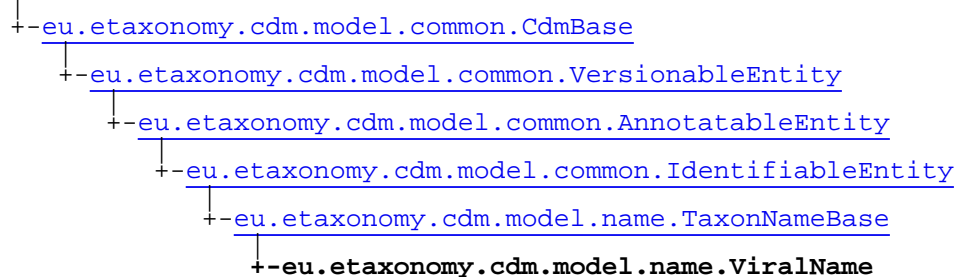 +-eu.etaxonomy.cdm.model.common.CdmBase
+-eu.etaxonomy.cdm.model.common.VersionableEntity
+-eu.etaxonomy.cdm.model.common.AnnotatableEntity
+-eu.etaxonomy.cdm.model.common.IdentifiableEntity
+-eu.etaxonomy.cdm.model.name.TaxonNameBase
+-eu.etaxonomy.cdm.model.name.ViralName